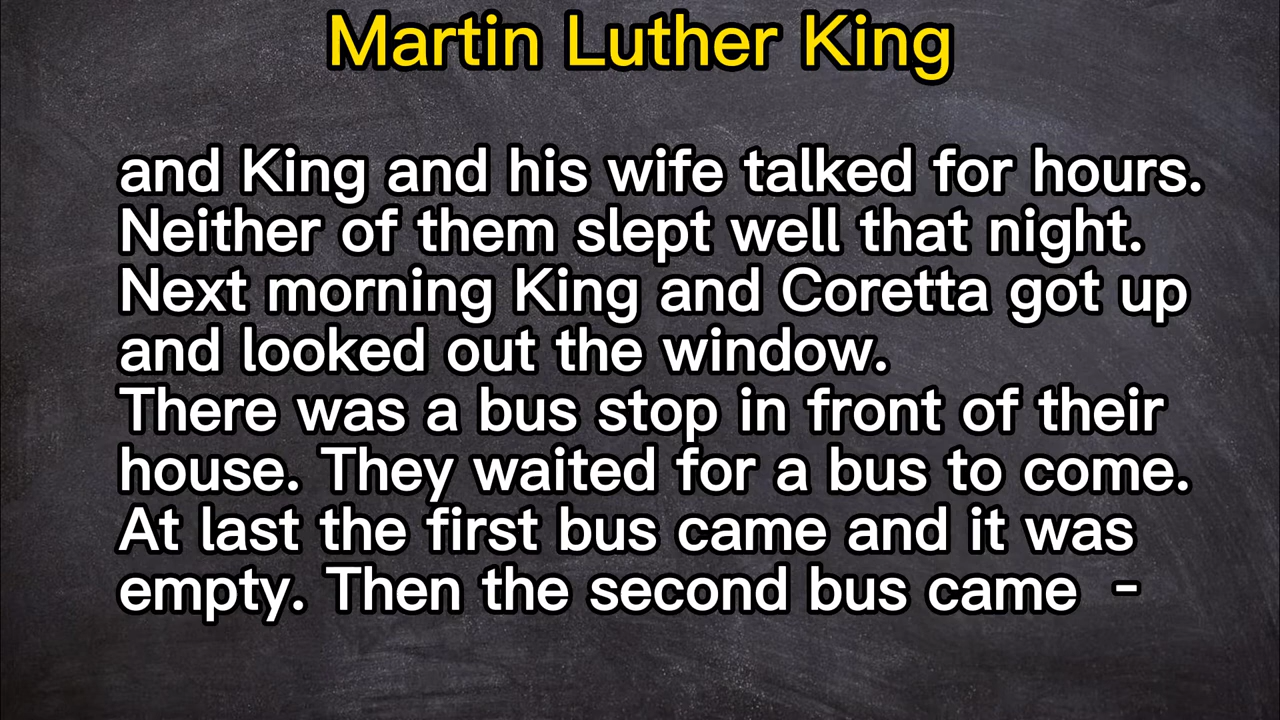 Martin Luther King
and King and his wife talked for hours.
Neither of them slept well that night.
Next morning King and Coretta got up
and looked out the window.
There was a bus stop in front of their
house. They waited for a bus to come.
At last the first bus came and it was
empty. Then the second bus came  -